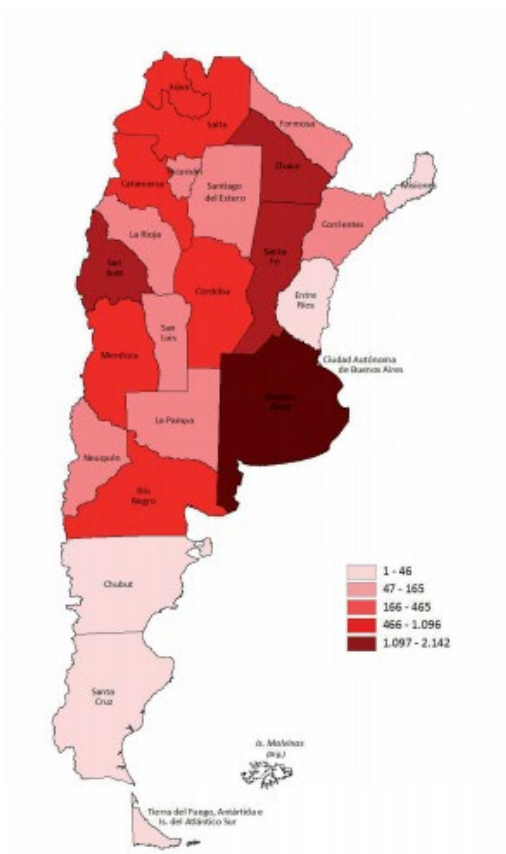 Jujuy
Salta
Formosa
Chaco
Tucumán
Catamarca
Santiago
del Estero
Misiones
Corrientes
La Rioja
Santa
Fe
San
Juan
Córdoba
Entre
Ríos
San
Luis
Mendoza
Ciudad Autónoma
de Buenos Aires
Buenos
Aires
La Pampa
Neuquén
Río
Negro
Chubut
1 - 46
47 - 165
166 - 465
466 - 1.096
1.097 - 2.142
Santa
Cruz
Is. Malvinas
(Arg.)
Tierra del Fuego, Antártida e
Is. del Atlántico Sur